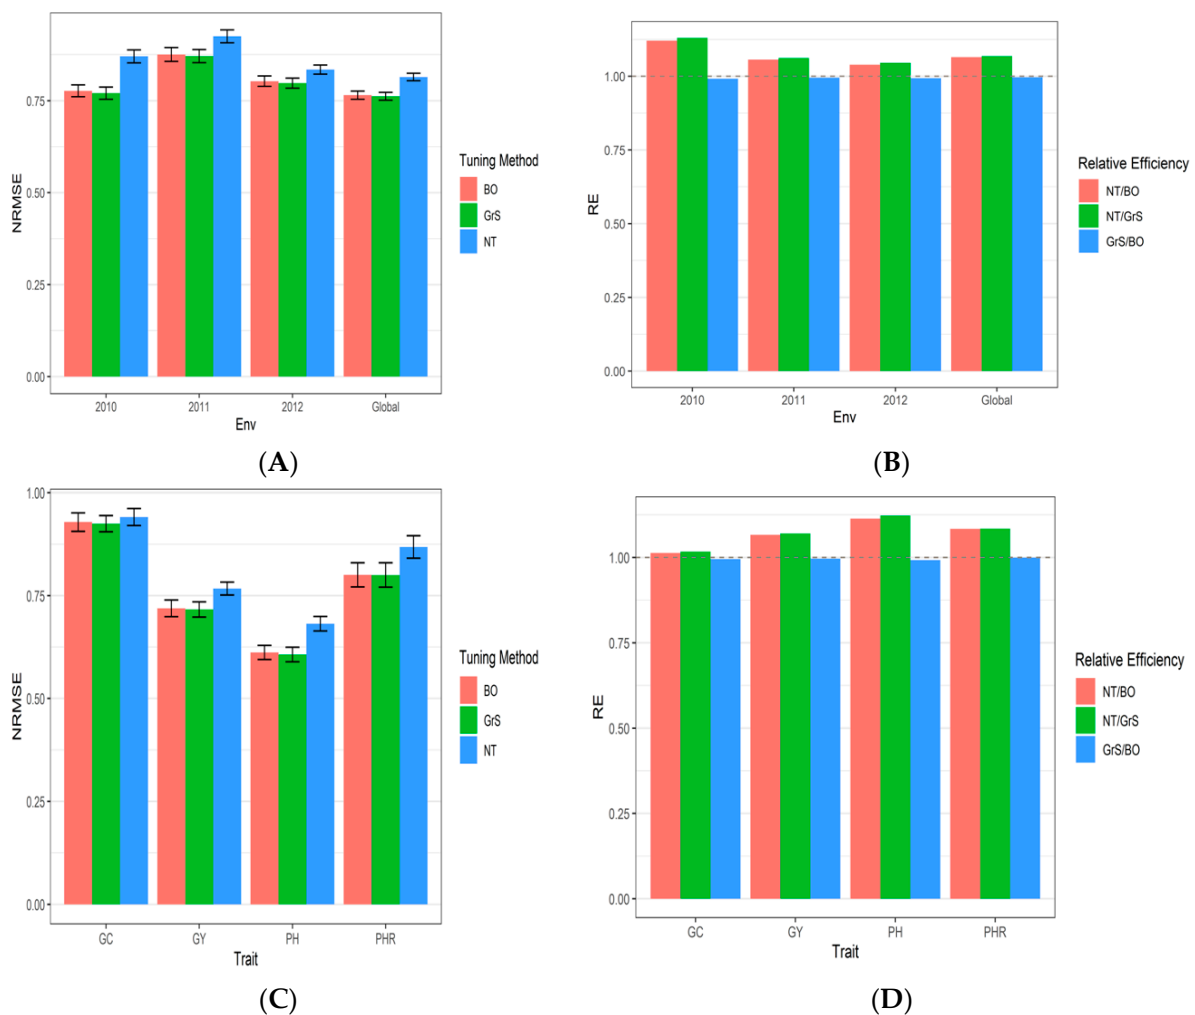 NRMSE
0.75
0.50
0.25
0.00
2010
2011
2012
Global
Env
Tuning Method
BO
GrS
NT
(A)
RE
1.00
0.75
0.50
0.25
0.00
2010
2011
2012
Global
Env
Relative Efficiency
NT/BO
NT/GrS
GrS/BO
(B)
NRMSE
1.00
0.75
0.50
0.25
0.00
GC
GY
PH
PHR
Trait
Tuning Method
BO
GrS
NT
(C)
RE
1.00
0.75
0.50
0.25
0.00
GC
GY
PH
PHR
Trait
Relative Efficiency
NT/BO
NT/GrS
GrS/BO
(D)